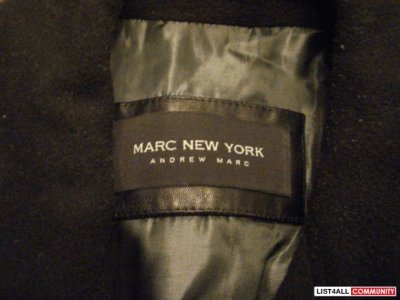 MARC NEW YORK
ANDREW MARC
LIST4ALL COMMUNITY